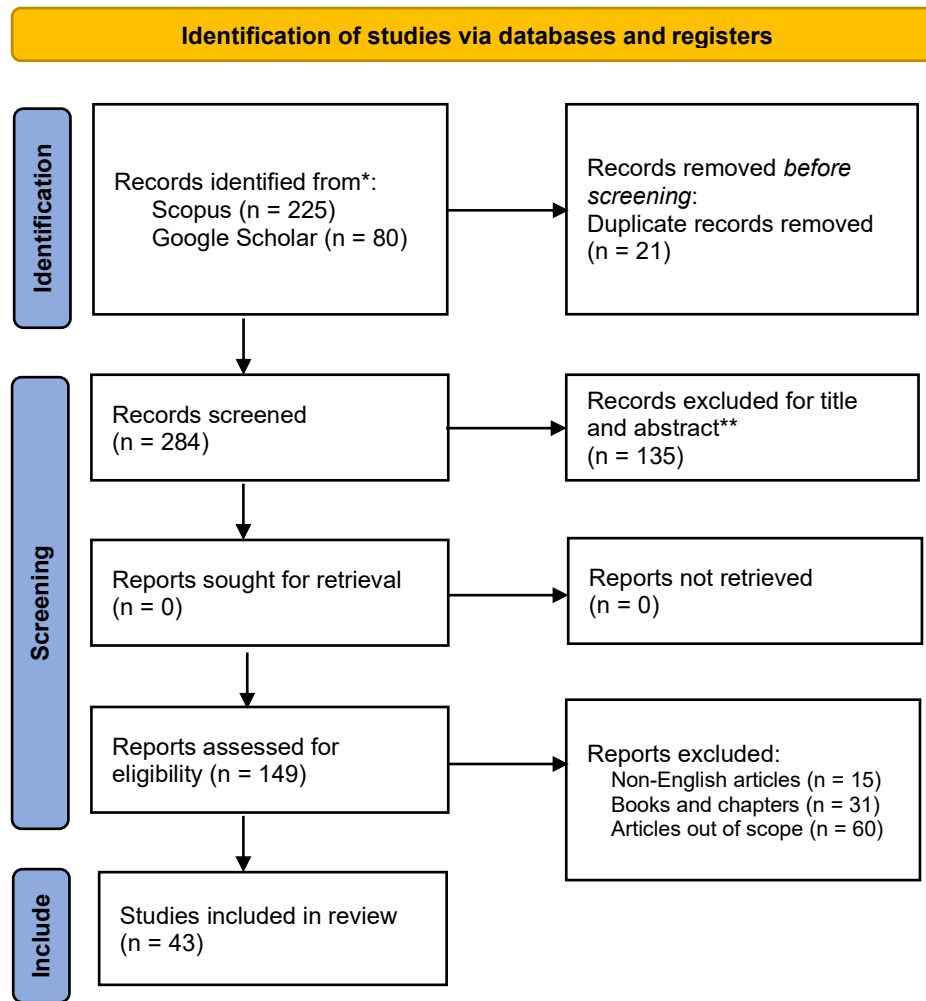 Identification of studies via databases and registers
Identification
Records identified from*:
Scopus (n = 225)
Google Scholar (n = 80)
Records removed before
screening:
Duplicate records removed
(n = 21)
Screening
Records screened
(n = 284)
Records excluded for title
and abstract**
(n = 135)
Reports sought for retrieval
(n = 0)
Reports not retrieved
(n = 0)
Reports assessed for
eligibility (n = 149)
Reports excluded:
Non-English articles (n = 15)
Books and chapters (n = 31)
Articles out of scope (n = 60)
Include
Studies included in review
(n = 43)